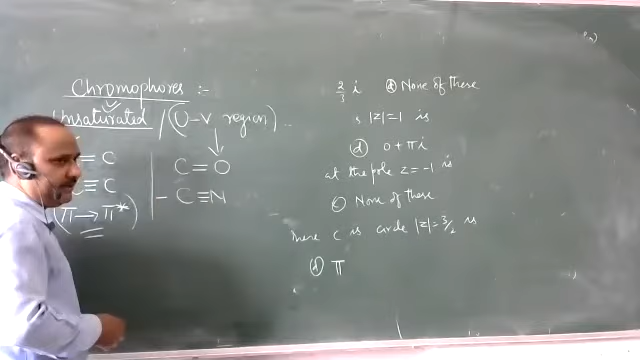 Chromophores :-
Unsaturated / (U-V region) ...
= C
≡ C
(π → π*)
C = O
- C ≡ N
2/3 i (d) None of these
|z|=1 is
(d) 0 + πi
at the pole z = -1 is
None of these
c is circle |z| = 3/2 is
(d) π